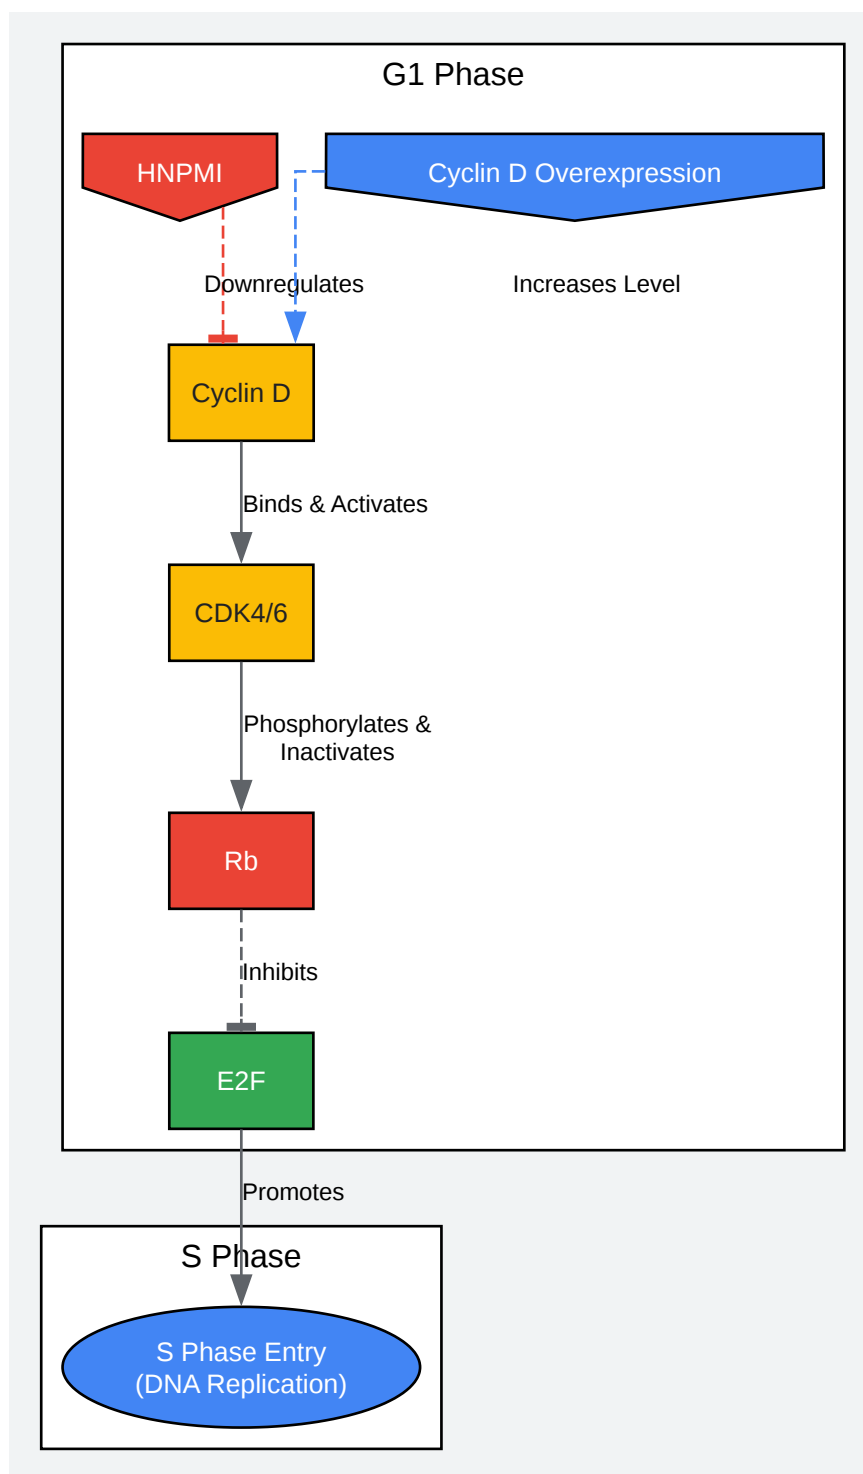 G1 Phase
HNPMI
Cyclin D Overexpression
Downregulates
Increases Level
Cyclin D
Binds & Activates
CDK4/6
Phosphorylates &
Inactivates
Rb
Inhibits
E2F
Promotes
S Phase
S Phase Entry
(DNA Replication)